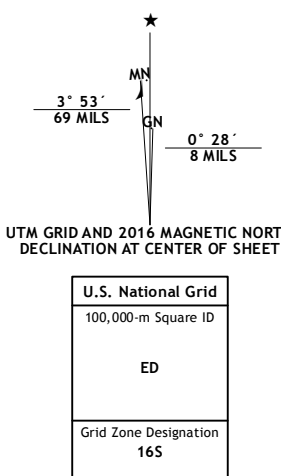 ★
MN
3° 53´
69 MILS
GN
0° 28´
8 MILS
UTM GRID AND 2016 MAGNETIC NORT
DECLINATION AT CENTER OF SHEET
U.S. National Grid
100,000-m Square ID
ED
Grid Zone Designation
16S